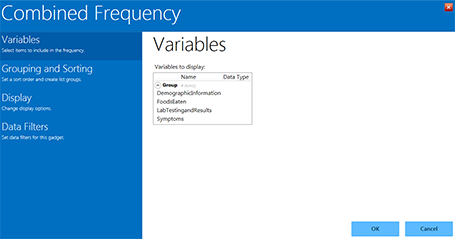 Combined Frequency
Variables
Select items to include in the frequency.
Grouping and Sorting
Set a sort order and create list groups.
Display
Change display options.
Data Filters
Set data filters for this gadget.
Variables
Variables to display:
Name Data Type
Group
DemographicInformation
FoodsEaten
LabTestingandResults
Symptoms
OK Cancel